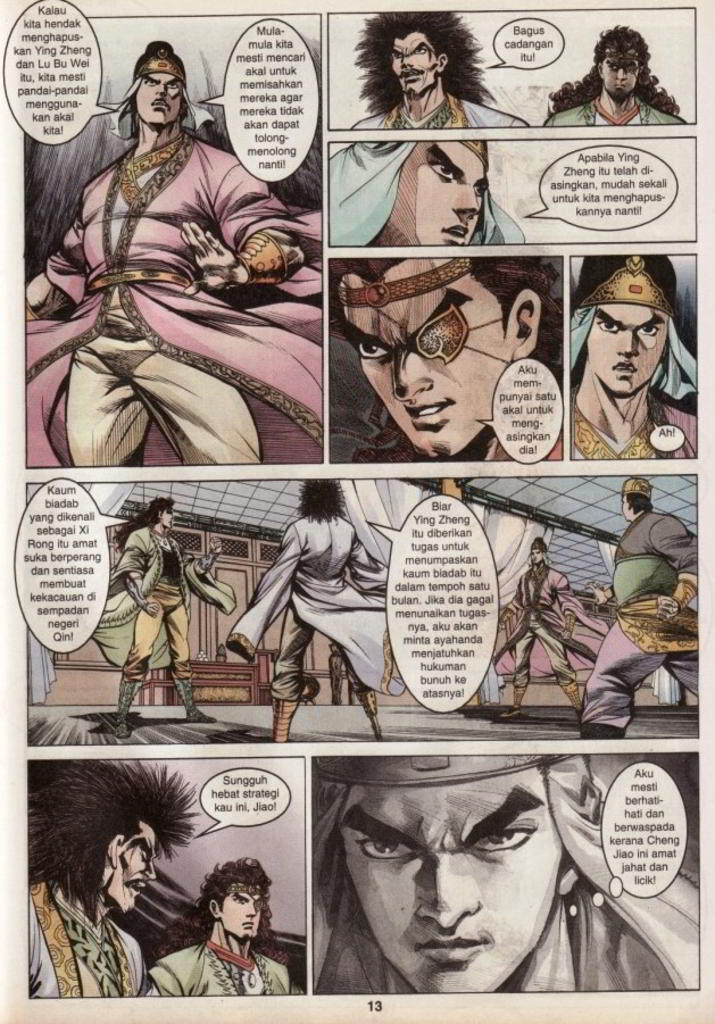 Kalau
kita hendak
menghapus-
kan Ying Zheng
dan Lu Bu Wei
itu, kita mesti
pandai-pandai
mengguna-
kan akal
kita!
Mula-
mula kita
mesti mencari
akal untuk
memisahkan
mereka agar
mereka tidak
akan dapat
tolong-
menolong
nanti!
Bagus
cadangan
itu!
Apabila Ying
Zheng itu telah di-
asingkan, mudah sekali
untuk kita menghapus-
kannya nanti!
Aku
mem-
punyai satu
akal untuk
meng-
asingkan
dia!
Ah!
Kaum
biadab
yang dikenali
sebagai Xi
Rong itu amat
suka berperang
dan sentiasa
membuat
kekacauan di
sempadan
negeri
Qin!
Biar
Ying Zheng
itu diberikan
tugas untuk
menumpaskan
kaum biadab itu
dalam tempoh satu
bulan. Jika dia gagal
menunaikan tugas-
nya, aku akan
minta ayahanda
menjatuhkan
hukuman
bunuh ke
atasnya!
Sungguh
hebat strategi
kau ini, Jiao!
Aku
mesti
berhati-
hati dan
berwaspada
kerana Cheng
Jiao ini amat
jahat dan
licik!
13